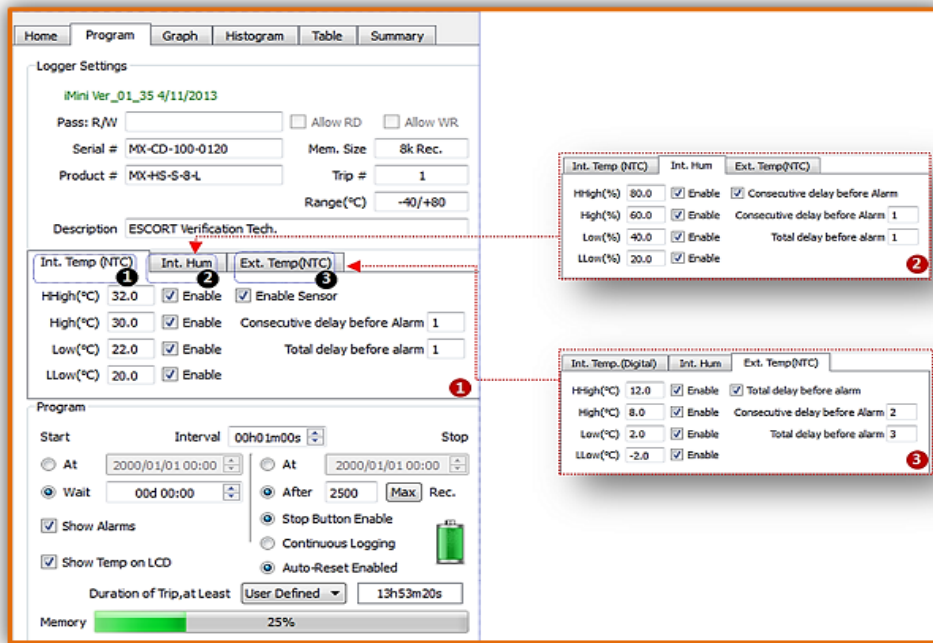 Home Program Graph Histogram Table Summary
Logger Settings
iMini Ver_01_35 4/11/2013
Pass: R/W Allow RD Allow WR
Serial # MX-CD-100-0120 Mem. Size 8k Rec.
Product # MX-HS-S-8-L Trip # 1
Range(°C) -40/+80
Description ESCORT Verification Tech.
Int. Temp (NTC) Int. Hum Ext. Temp(NTC)
1 2 3
HHigh(°C) 32.0 Enable Enable Sensor
High(°C) 30.0 Enable Consecutive delay before Alarm 1
Low(°C) 22.0 Enable Total delay before alarm 1
LLow(°C) 20.0 Enable
1
Program
Start Interval 00h01m00s Stop
At 2000/01/01 00:00 At 2000/01/01 00:00
Wait 00d 00:00 After 2500 Max Rec.
Show Alarms Stop Button Enable
Continuous Logging
Show Temp on LCD Auto-Reset Enabled
Duration of Trip,at Least User Defined 13h53m20s
Memory 25%
Int. Temp (NTC) Int. Hum Ext. Temp(NTC)
HHigh(%) 80.0 Enable Consecutive delay before Alarm
High(%) 60.0 Enable Consecutive delay before Alarm 1
Low(%) 40.0 Enable Total delay before alarm 1
LLow(%) 20.0 Enable
2
Int. Temp.(Digital) Int. Hum Ext. Temp(NTC)
HHigh(°C) 12.0 Enable Total delay before alarm
High(°C) 8.0 Enable Consecutive delay before Alarm 2
Low(°C) 2.0 Enable Total delay before alarm 3
LLow(°C) -2.0 Enable
3